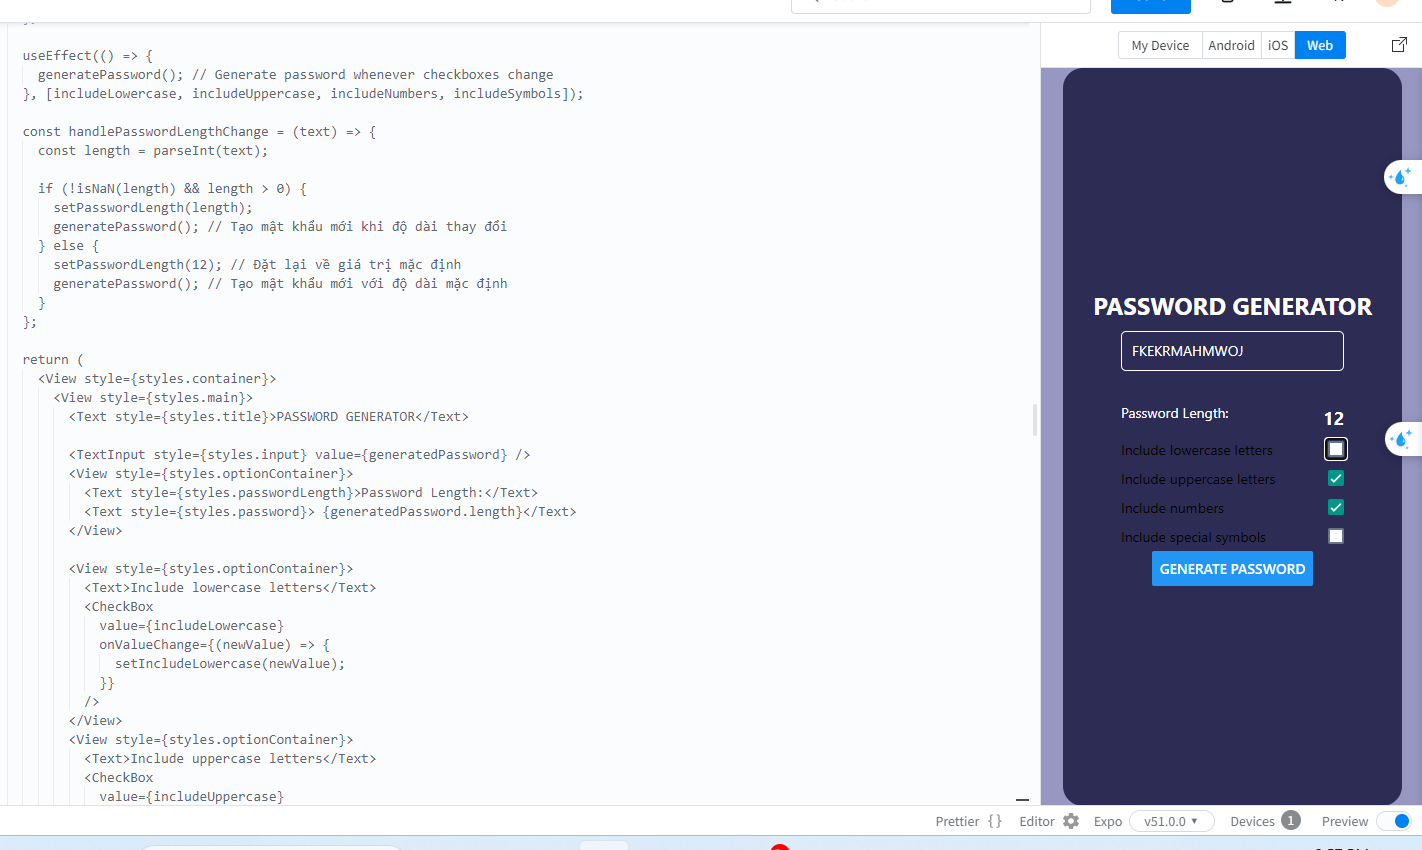 useEffect(() => {
generatePassword(); // Generate password whenever checkboxes change
}, [includeLowercase, includeUppercase, includeNumbers, includeSymbols]);
const handlePasswordLengthChange = (text) => {
const length = parseInt(text);
if (!isNaN(length) && length > 0) {
setPasswordLength(length);
generatePassword(); // Tạo mật khẩu mới khi độ dài thay đổi
} else {
setPasswordLength(12); // Đặt lại về giá trị mặc định
generatePassword(); // Tạo mật khẩu mới với độ dài mặc định
}
};
return (
<View style={styles.container}>
<View style={styles.main}>
<Text style={styles.title}>PASSWORD GENERATOR</Text>
<TextInput style={styles.input} value={generatedPassword} />
<View style={styles.optionContainer}>
<Text style={styles.passwordLength}>Password Length:</Text>
<Text style={styles.password}> {generatedPassword.length}</Text>
</View>
<View style={styles.optionContainer}>
<Text>Include lowercase letters</Text>
<CheckBox
value={includeLowercase}
onValueChange={(newValue) => {
setIncludeLowercase(newValue);
}}
/>
</View>
<View style={styles.optionContainer}>
<Text>Include uppercase letters</Text>
<CheckBox
value={includeUppercase}
My Device Android iOS Web
PASSWORD GENERATOR
FKEKRMAHMWOJ
Password Length: 12
Include lowercase letters
Include uppercase letters
Include numbers
Include special symbols
GENERATE PASSWORD
Prettier {} Editor Expo v51.0.0 Devices 1 Preview